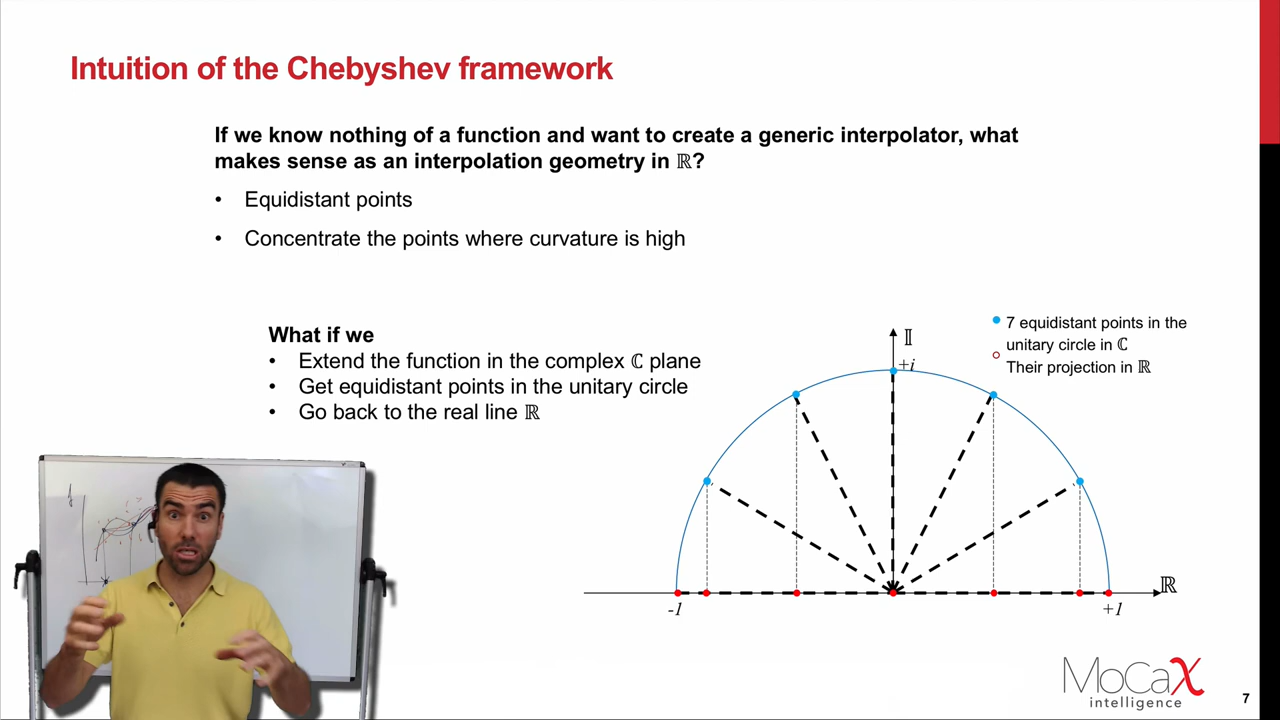 Intuition of the Chebyshev framework
If we know nothing of a function and want to create a generic interpolator, what
makes sense as an interpolation geometry in ℝ?
• Equidistant points
• Concentrate the points where curvature is high
What if we
• Extend the function in the complex ℂ plane
• Get equidistant points in the unitary circle
• Go back to the real line ℝ
7 equidistant points in the
unitary circle in ℂ
Their projection in ℝ
𝕀
+i
ℝ
-1
+1
MoCaX
intelligence
7